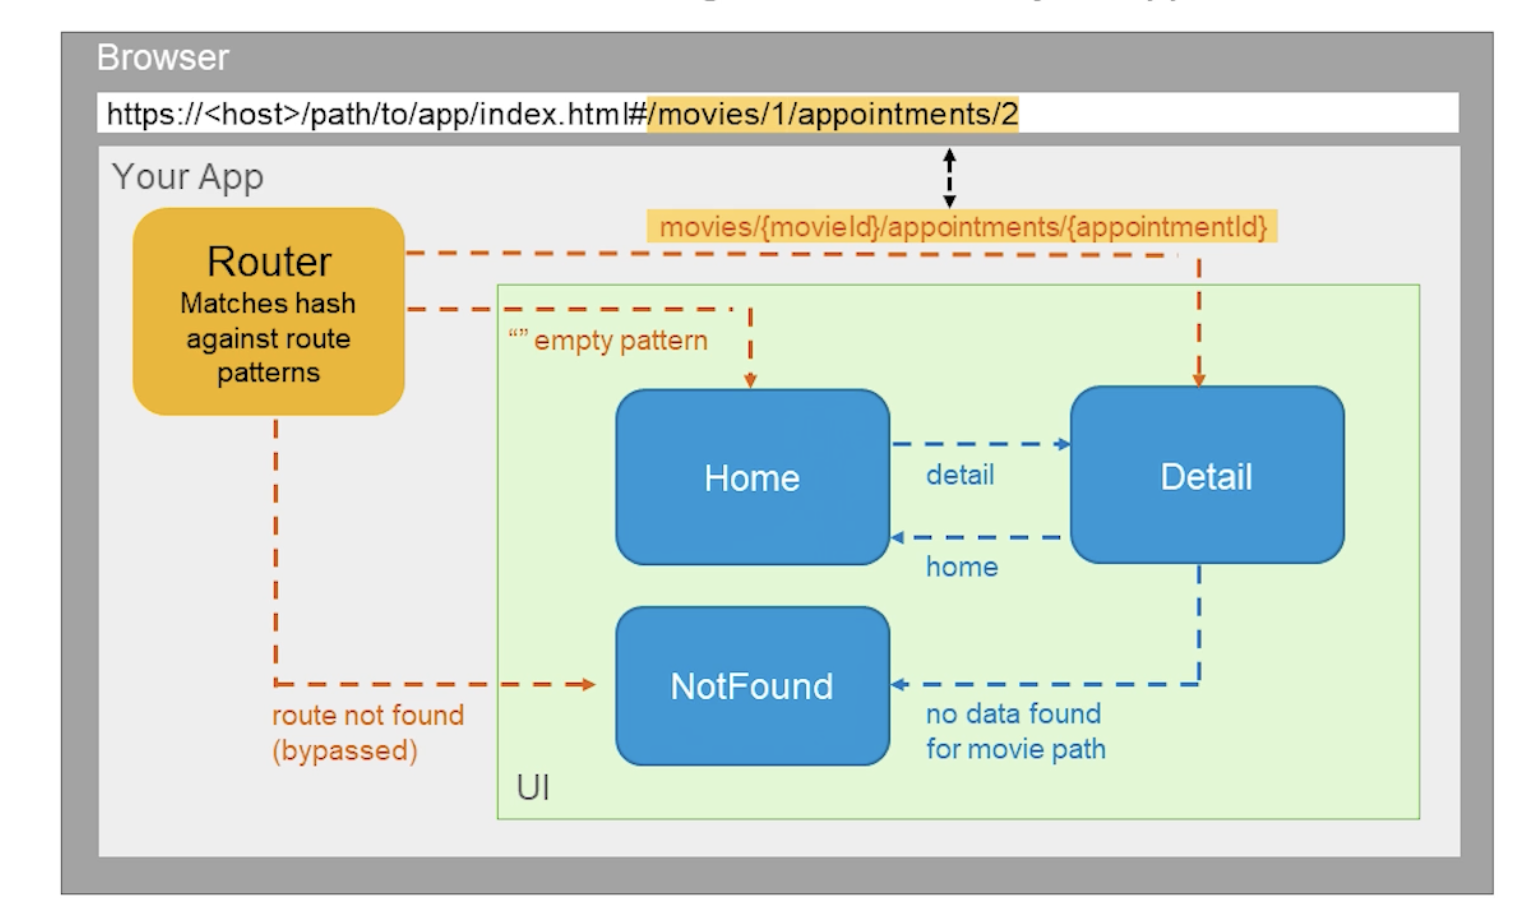 Browser
https://<host>/path/to/app/index.html#/movies/1/appointments/2
Your App
movies/{movieId}/appointments/{appointmentId}
Router
Matches hash
against route
patterns
“” empty pattern
Home
detail
Detail
home
NotFound
route not found
(bypassed)
no data found
for movie path
UI